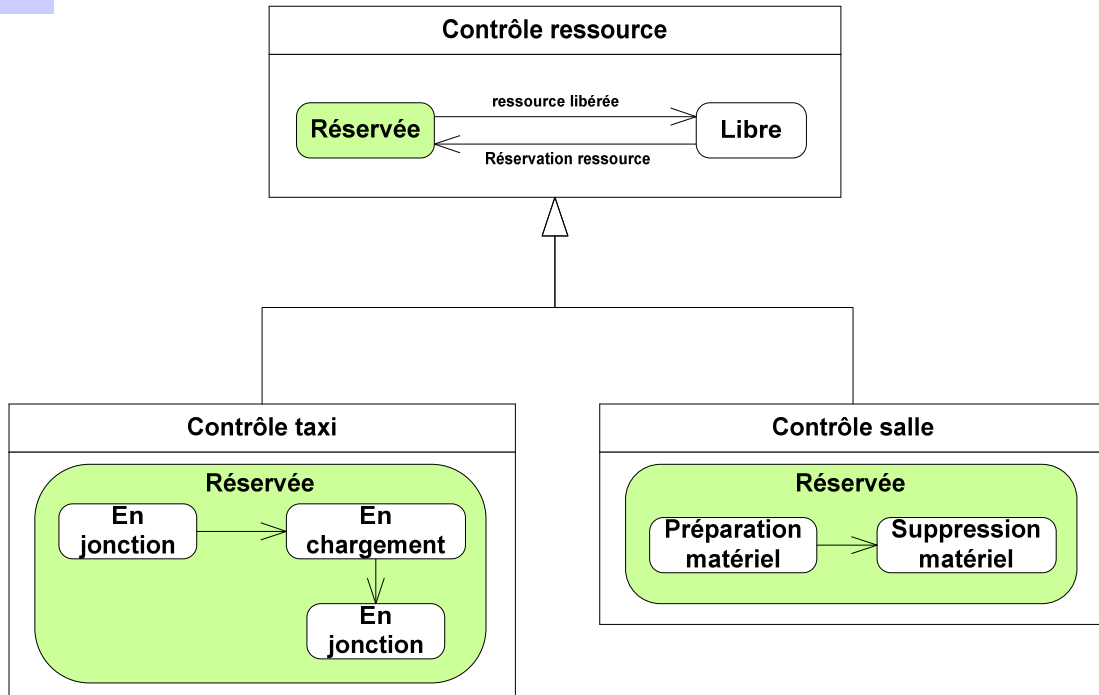 Contrôle ressource
ressource libérée
Réservée
Libre
Réservation ressource
Contrôle taxi
Réservée
En
jonction
En
chargement
En
jonction
Contrôle salle
Réservée
Préparation
matériel
Suppression
matériel